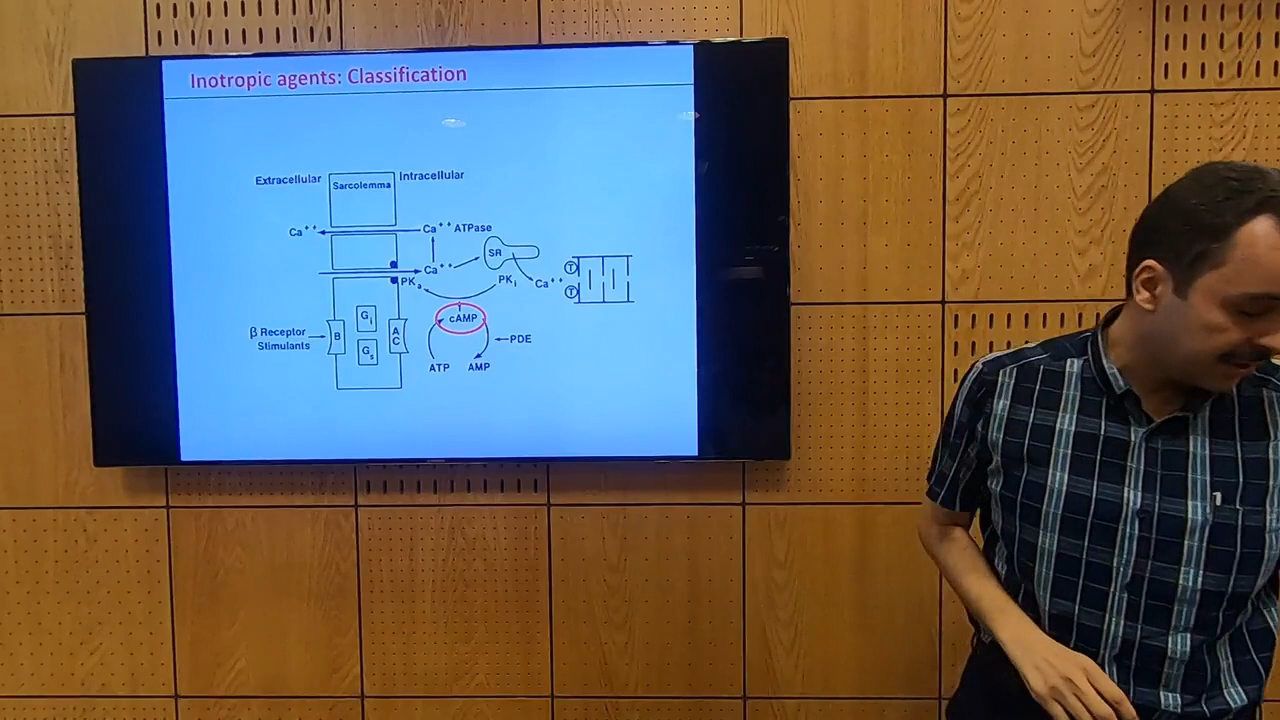 Inotropic agents: Classification
Extracellular
Sarcolemma
Intracellular
Ca⁺⁺
Ca⁺⁺ ATPase
SR
Ca⁺⁺
T
PKₐ
PKᵢ
Ca⁺⁺
T
Gᵢ
cAMP
β Receptor
Stimulants
B
Gₛ
A
C
PDE
ATP
AMP